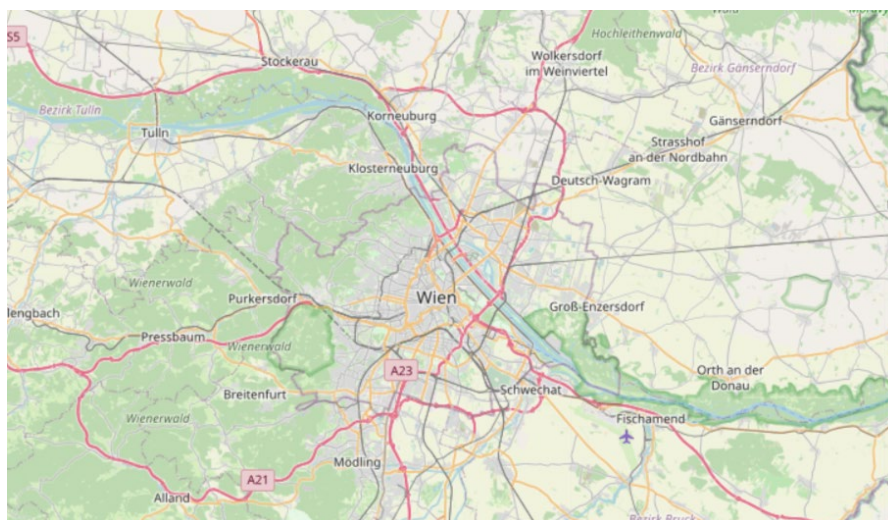 S5
Stockerau
Wolkersdorf
im Weinviertel
Hochleithenwald
Bezirk Gänserndorf
Bezirk Tulln
Tulln
Korneuburg
Gänserndorf
Strasshof
an der Nordbahn
Klosterneuburg
Deutsch-Wagram
Wienerwald
Purkersdorf
Wien
Groß-Enzersdorf
lengbach
Pressbaum
Wienerwald
A23
Orth an der
Donau
Breitenfurt
Schwechat
Wienerwald
Fischamend
Mödling
A21
Alland